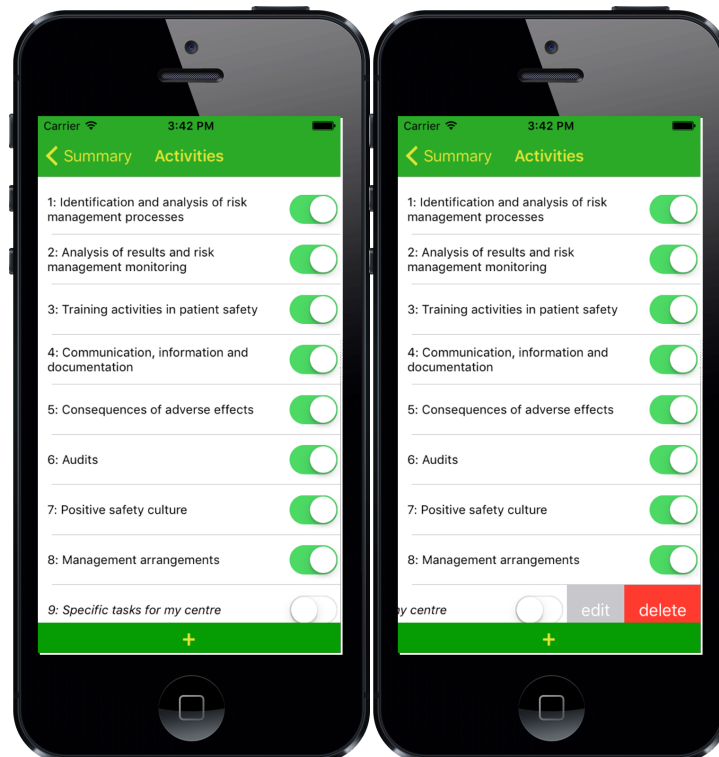 Carrier 3:42 PM
Summary Activities
1: Identification and analysis of risk
management processes
2: Analysis of results and risk
management monitoring
3: Training activities in patient safety
4: Communication, information and
documentation
5: Consequences of adverse effects
6: Audits
7: Positive safety culture
8: Management arrangements
9: Specific tasks for my centre
+
Carrier 3:42 PM
Summary Activities
1: Identification and analysis of risk
management processes
2: Analysis of results and risk
management monitoring
3: Training activities in patient safety
4: Communication, information and
documentation
5: Consequences of adverse effects
6: Audits
7: Positive safety culture
8: Management arrangements
y centre edit delete
+